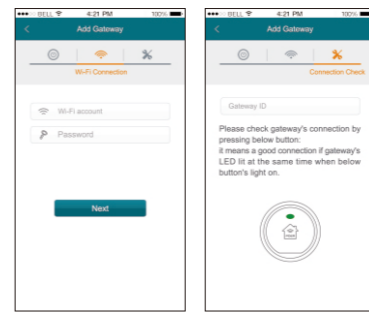 BELL 4:21 PM 100%
Add Gateway
Wi-Fi Connection
Wi-Fi account
Password
Next
BELL 4:21 PM 100%
Add Gateway
Connection Check
Gateway ID
Please check gateway's connection by
pressing below button:
it means a good connection if gateway's
LED lit at the same time when below
button's light on.